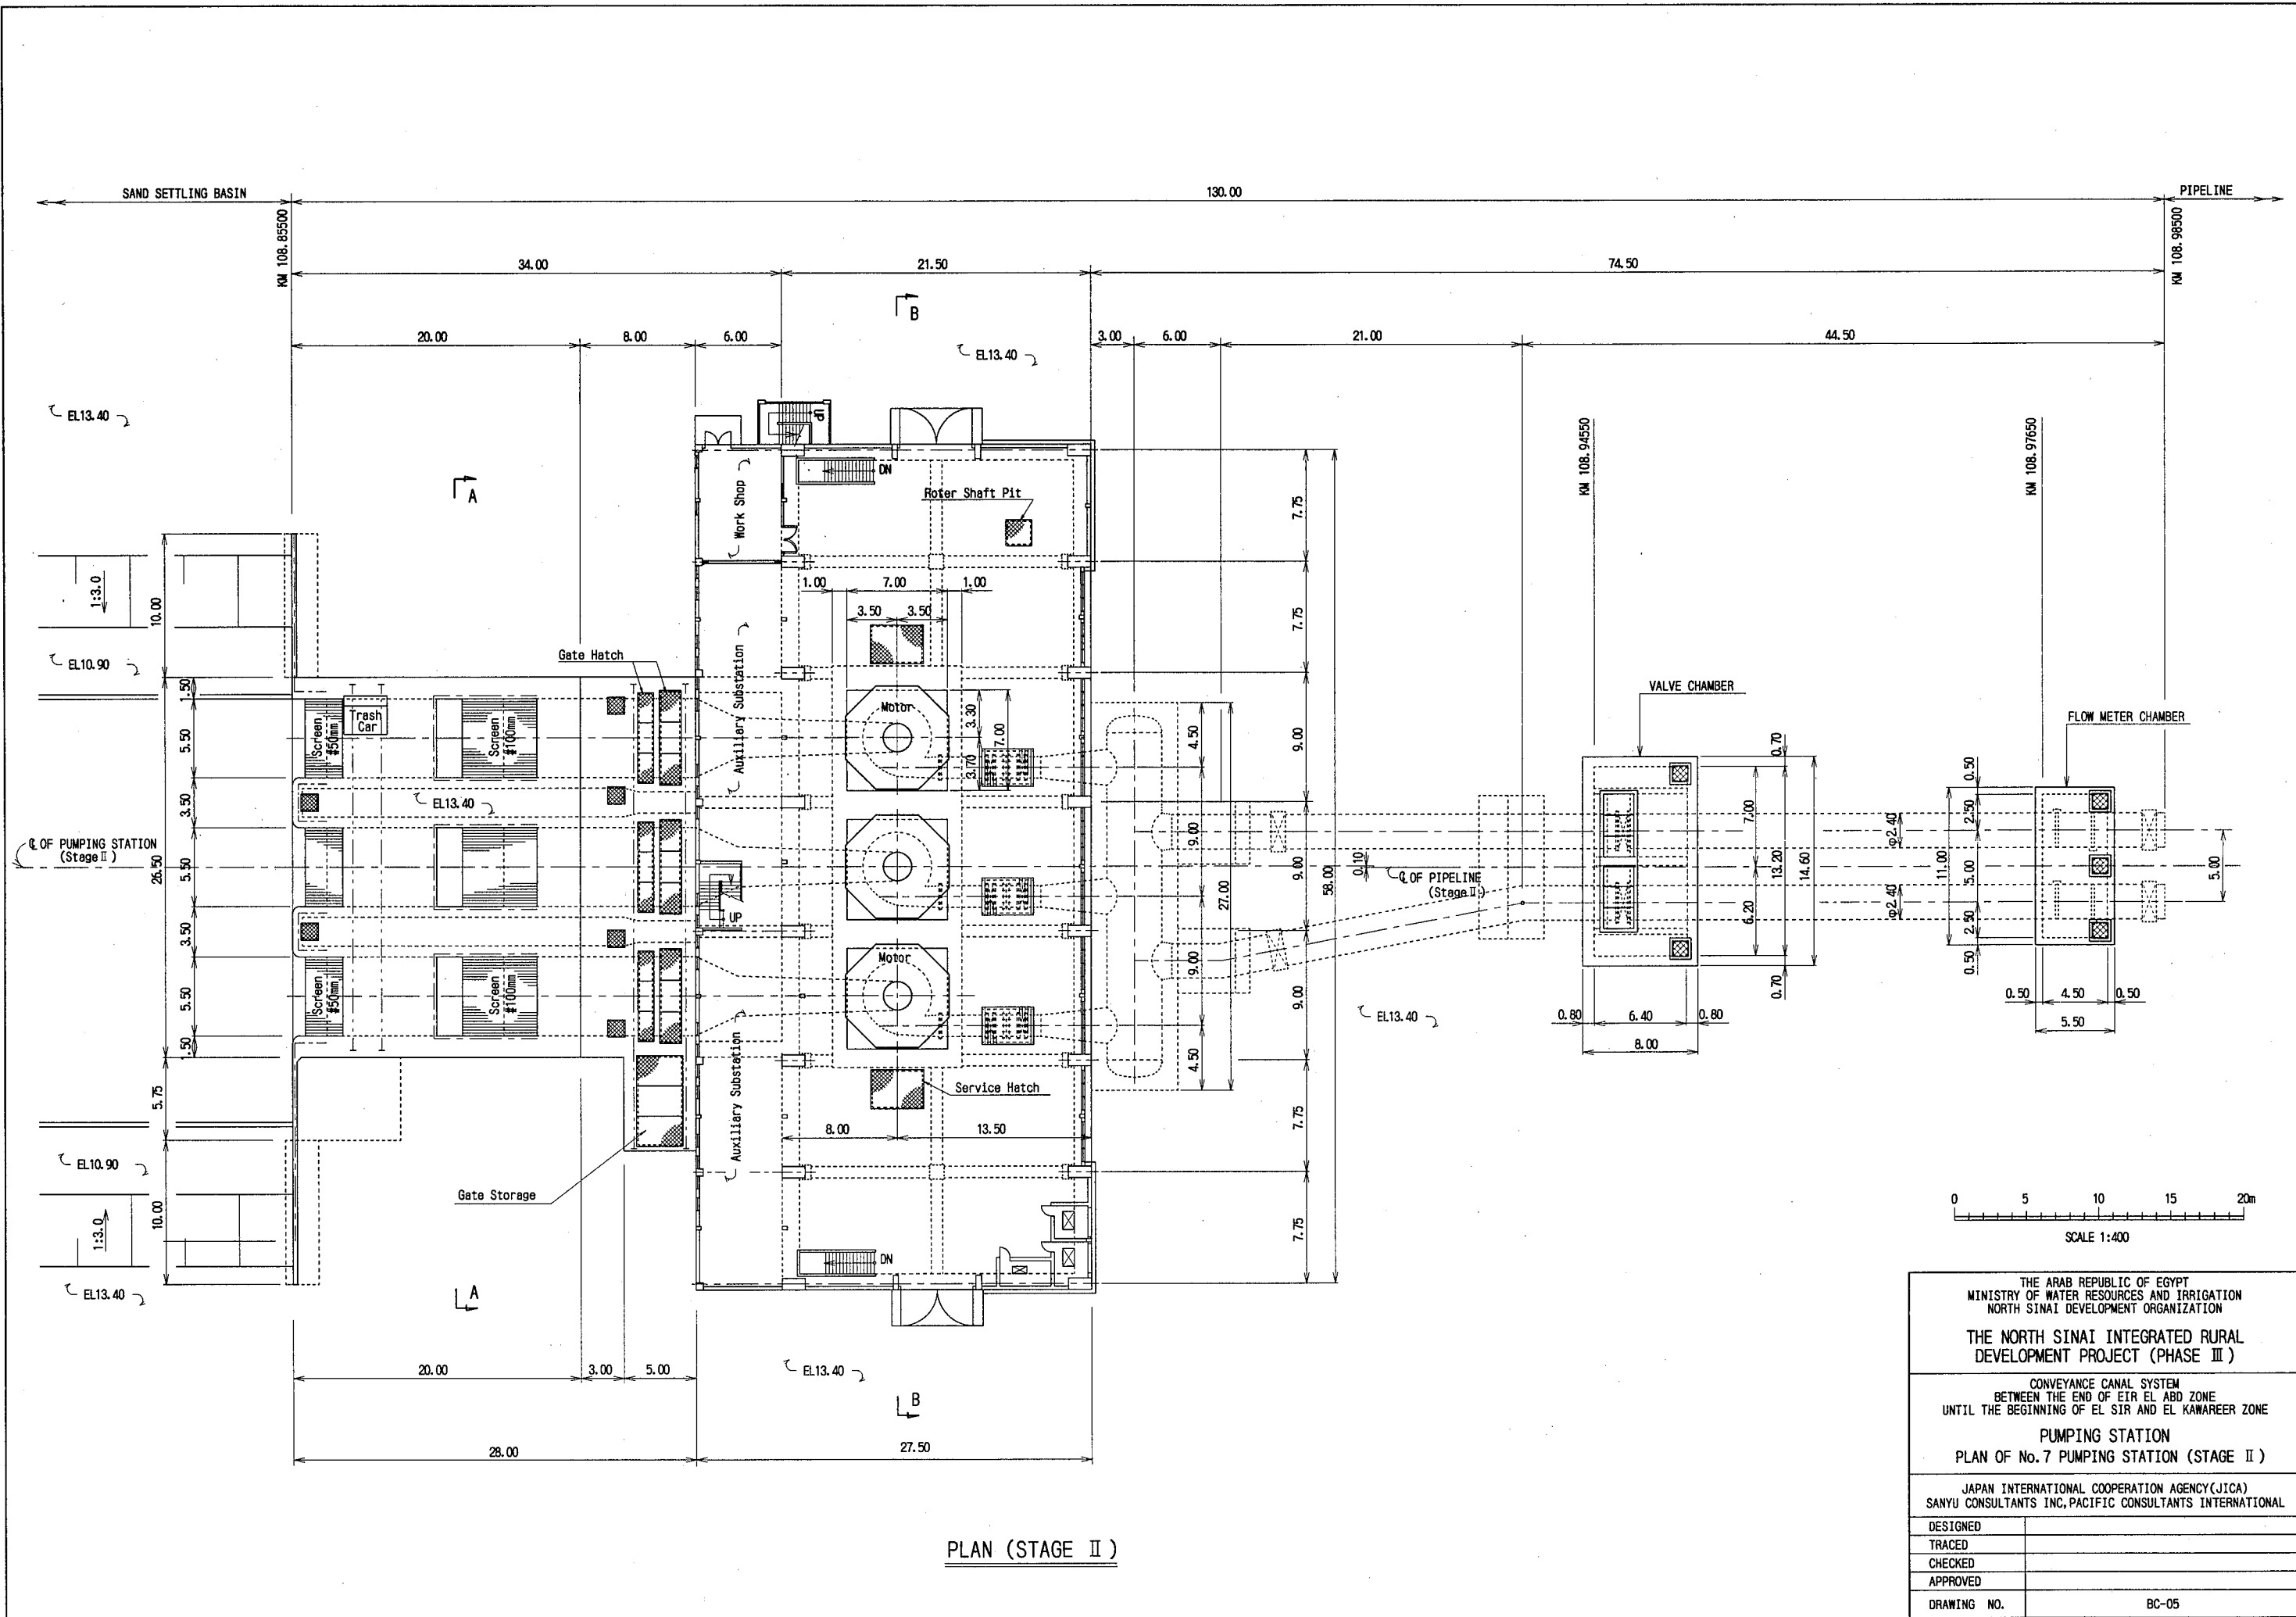 SAND SETTLING BASIN
130.00
PIPELINE
KM 108.85500
KM 108.98500
34.00
21.50
74.50
B
20.00
8.00
6.00
EL13.40
3.00
6.00
21.00
44.50
EL13.40
UP
KM 108.94550
KM 108.97650
A
DN
Work Shop
Roter Shaft Pit
7.75
10.00
1:3.0
1.00
7.00
1.00
3.50
3.50
7.75
EL10.90
Gate Hatch
Auxiliary Substation
1.50
VALVE CHAMBER
Trash
Car
Screen
#50mm
Screen
#100mm
Motor
3.30
7.00
3.70
4.50
9.00
0.70
FLOW METER CHAMBER
5.50
0.50
3.50
EL13.40
9.00
7.00
φ2.40
2.50
℄ OF PUMPING STATION
(Stage Ⅱ)
26.50
5.50
9.00
58.00
0.10
℄ OF PIPELINE
(Stage Ⅱ)
13.20
14.60
11.00
5.00
5.00
27.00
UP
3.50
6.20
φ2.40
2.50
Motor
9.00
9.00
0.70
0.50
Screen
#50mm
Screen
#100mm
5.50
0.50
4.50
0.50
5.50
EL13.40
0.80
6.40
0.80
8.00
1.50
Auxiliary Substation
4.50
5.75
Service Hatch
8.00
13.50
7.75
EL10.90
Gate Storage
10.00
1:3.0
7.75
DN
EL13.40
A
0
5
10
15
20m
SCALE 1:400
20.00
3.00
5.00
EL13.40
B
28.00
27.50
PLAN (STAGE Ⅱ)
THE ARAB REPUBLIC OF EGYPT
MINISTRY OF WATER RESOURCES AND IRRIGATION
NORTH SINAI DEVELOPMENT ORGANIZATION
THE NORTH SINAI INTEGRATED RURAL
DEVELOPMENT PROJECT (PHASE Ⅲ)
CONVEYANCE CANAL SYSTEM
BETWEEN THE END OF EIR EL ABD ZONE
UNTIL THE BEGINNING OF EL SIR AND EL KAWAREER ZONE
PUMPING STATION
PLAN OF No.7 PUMPING STATION (STAGE Ⅱ)
JAPAN INTERNATIONAL COOPERATION AGENCY(JICA)
SANYU CONSULTANTS INC,PACIFIC CONSULTANTS INTERNATIONAL
DESIGNED
TRACED
CHECKED
APPROVED
DRAWING NO.
BC-05